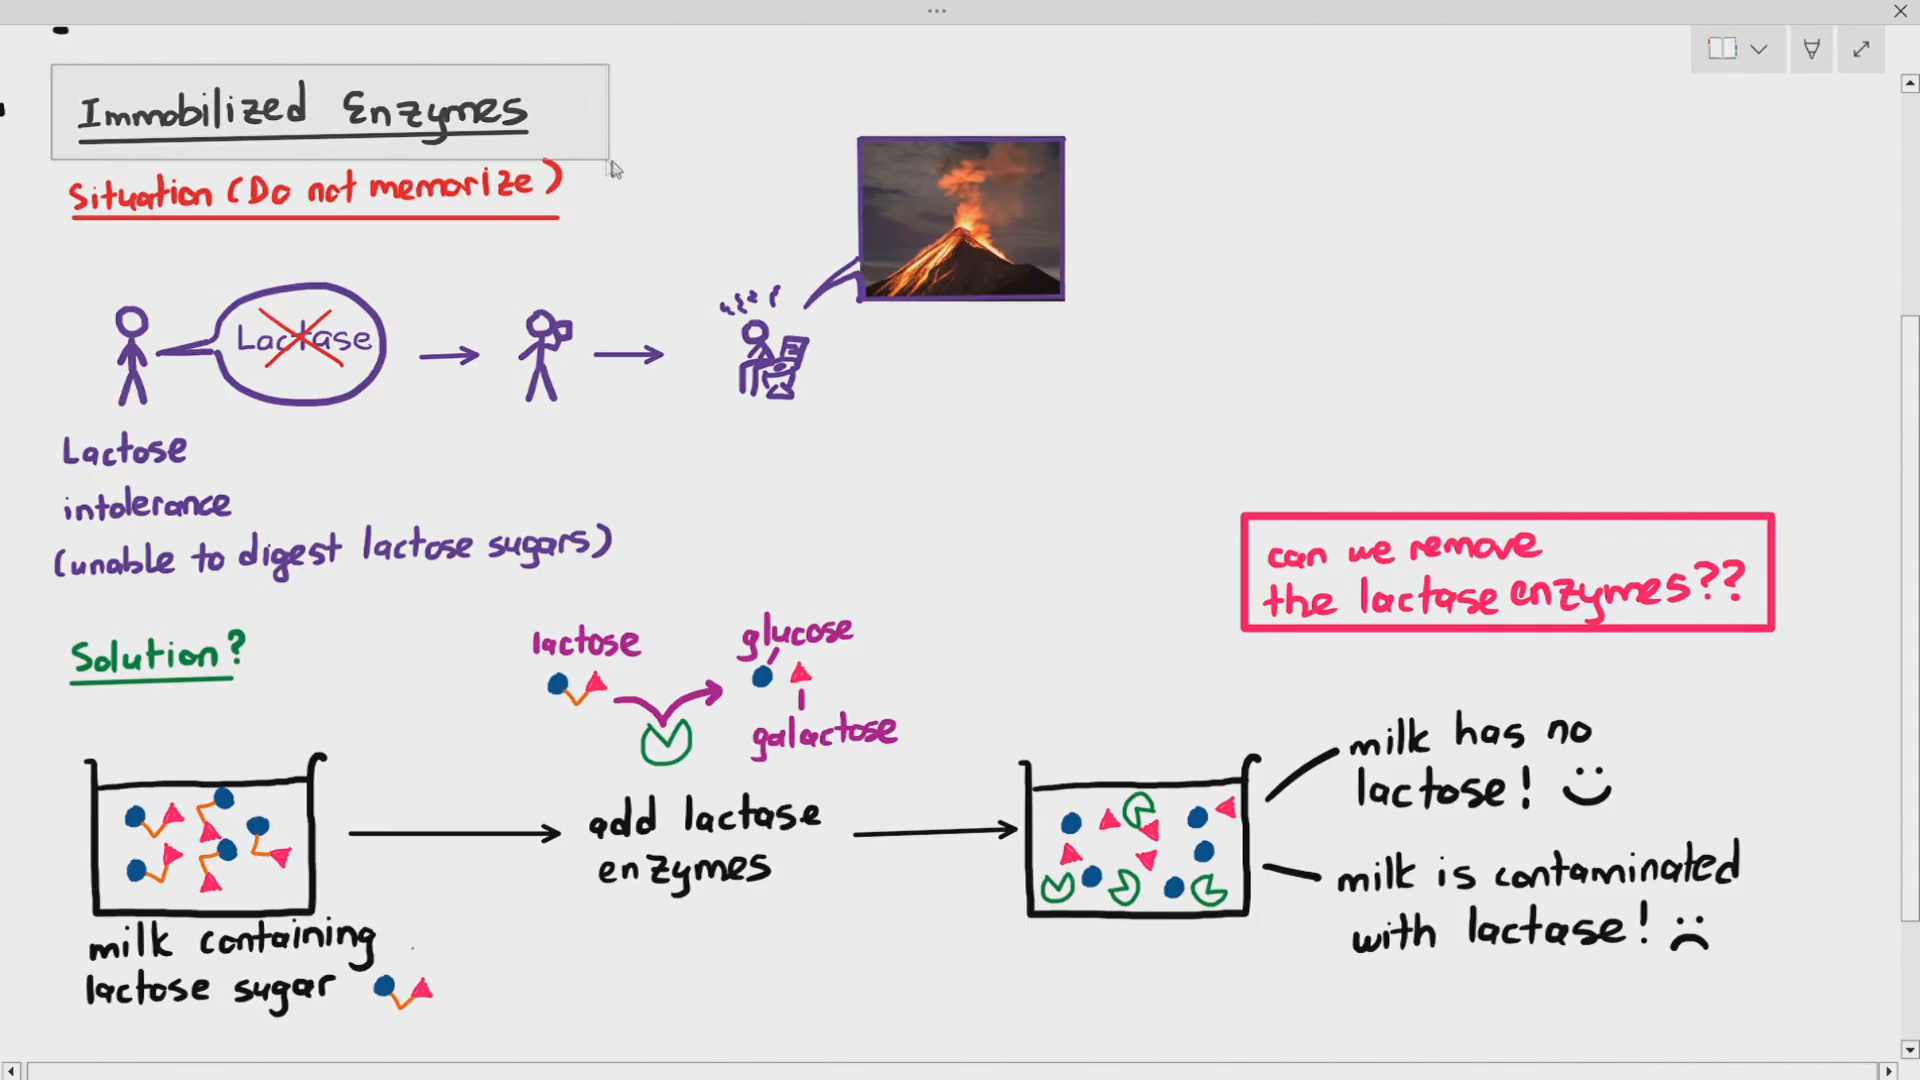 Immobilized Enzymes
Situation (Do not memorize)
Lactase
Lactose
intolerance
(unable to digest lactose sugars)
can we remove
the lactase enzymes??
Solution?
lactose
glucose
galactose
add lactase
enzymes
milk containing
lactose sugar
milk has no
lactose!
milk is contaminated
with lactase!